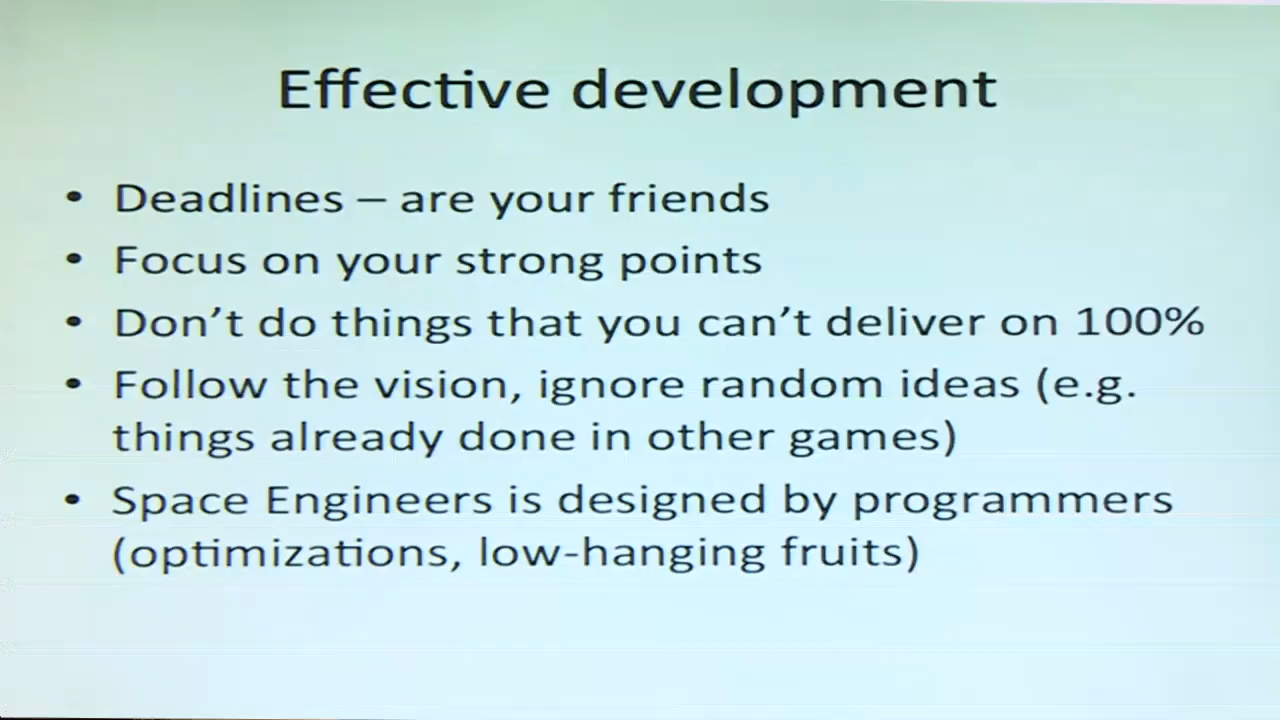 Effective development
• Deadlines – are your friends
• Focus on your strong points
• Don't do things that you can't deliver on 100%
• Follow the vision, ignore random ideas (e.g.
things already done in other games)
• Space Engineers is designed by programmers
(optimizations, low-hanging fruits)